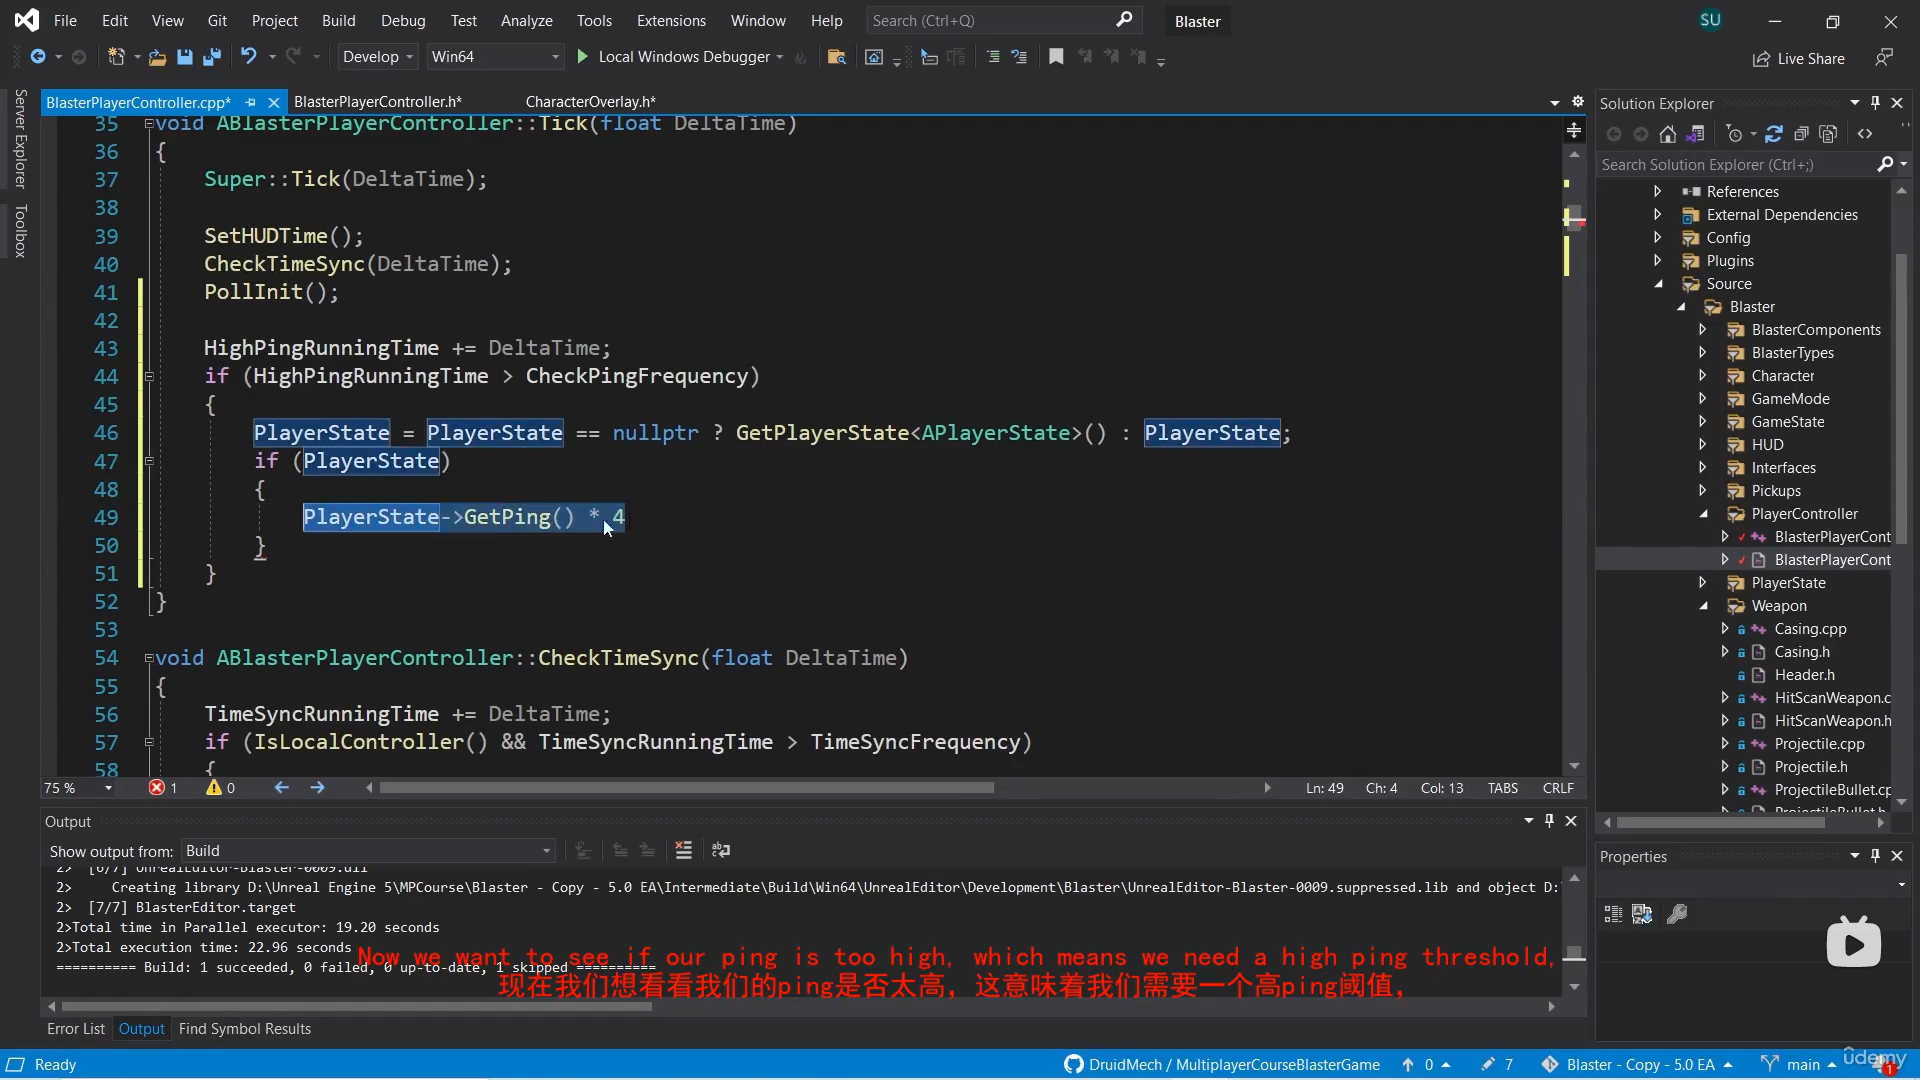 File Edit View Git Project Build Debug Test Analyze Tools Extensions Window Help Search (Ctrl+Q) Blaster SU
Develop Win64 Local Windows Debugger Live Share
Server Explorer
Toolbox
BlasterPlayerController.cpp* BlasterPlayerController.h* CharacterOverlay.h*
35 void ABlasterPlayerController::Tick(float DeltaTime)
36 {
37 Super::Tick(DeltaTime);
38
39 SetHUDTime();
40 CheckTimeSync(DeltaTime);
41 PollInit();
42
43 HighPingRunningTime += DeltaTime;
44 if (HighPingRunningTime > CheckPingFrequency)
45 {
46 PlayerState = PlayerState == nullptr ? GetPlayerState<APlayerState>() : PlayerState;
47 if (PlayerState)
48 {
49 PlayerState->GetPing() * 4
50 }
51 }
52 }
53
54 void ABlasterPlayerController::CheckTimeSync(float DeltaTime)
55 {
56 TimeSyncRunningTime += DeltaTime;
57 if (IsLocalController() && TimeSyncRunningTime > TimeSyncFrequency)
58 {
75 % 1 0 Ln: 49 Ch: 4 Col: 13 TABS CRLF
Output
Show output from: Build
2> [6/7] UnrealEditor-Blaster-0009.dll
2> Creating library D:\Unreal Engine 5\MPCourse\Blaster - Copy - 5.0 EA\Intermediate\Build\Win64\UnrealEditor\Development\Blaster\UnrealEditor-Blaster-0009.suppressed.lib and object D:
2> [7/7] BlasterEditor.target
2>Total time in Parallel executor: 19.20 seconds
2>Total execution time: 22.96 seconds
========== Build: 1 succeeded, 0 failed, 0 up-to-date, 1 skipped ==========
Now we want to see if our ping is too high, which means we need a high ping threshold,
现在我们想看看我们的ping是否太高，这意味着我们需要一个高ping阈值，
Error List Output Find Symbol Results
Solution Explorer
Search Solution Explorer (Ctrl+;)
References
External Dependencies
Config
Plugins
Source
Blaster
BlasterComponents
BlasterTypes
Character
GameMode
GameState
HUD
Interfaces
Pickups
PlayerController
BlasterPlayerCont
BlasterPlayerCont
PlayerState
Weapon
Casing.cpp
Casing.h
Header.h
HitScanWeapon.c
HitScanWeapon.h
Projectile.cpp
Projectile.h
ProjectileBullet.cp
ProjectileBullet.h
Properties
Ready DruidMech / MultiplayerCourseBlasterGame 0 7 Blaster - Copy - 5.0 EA main 1
ûdemy